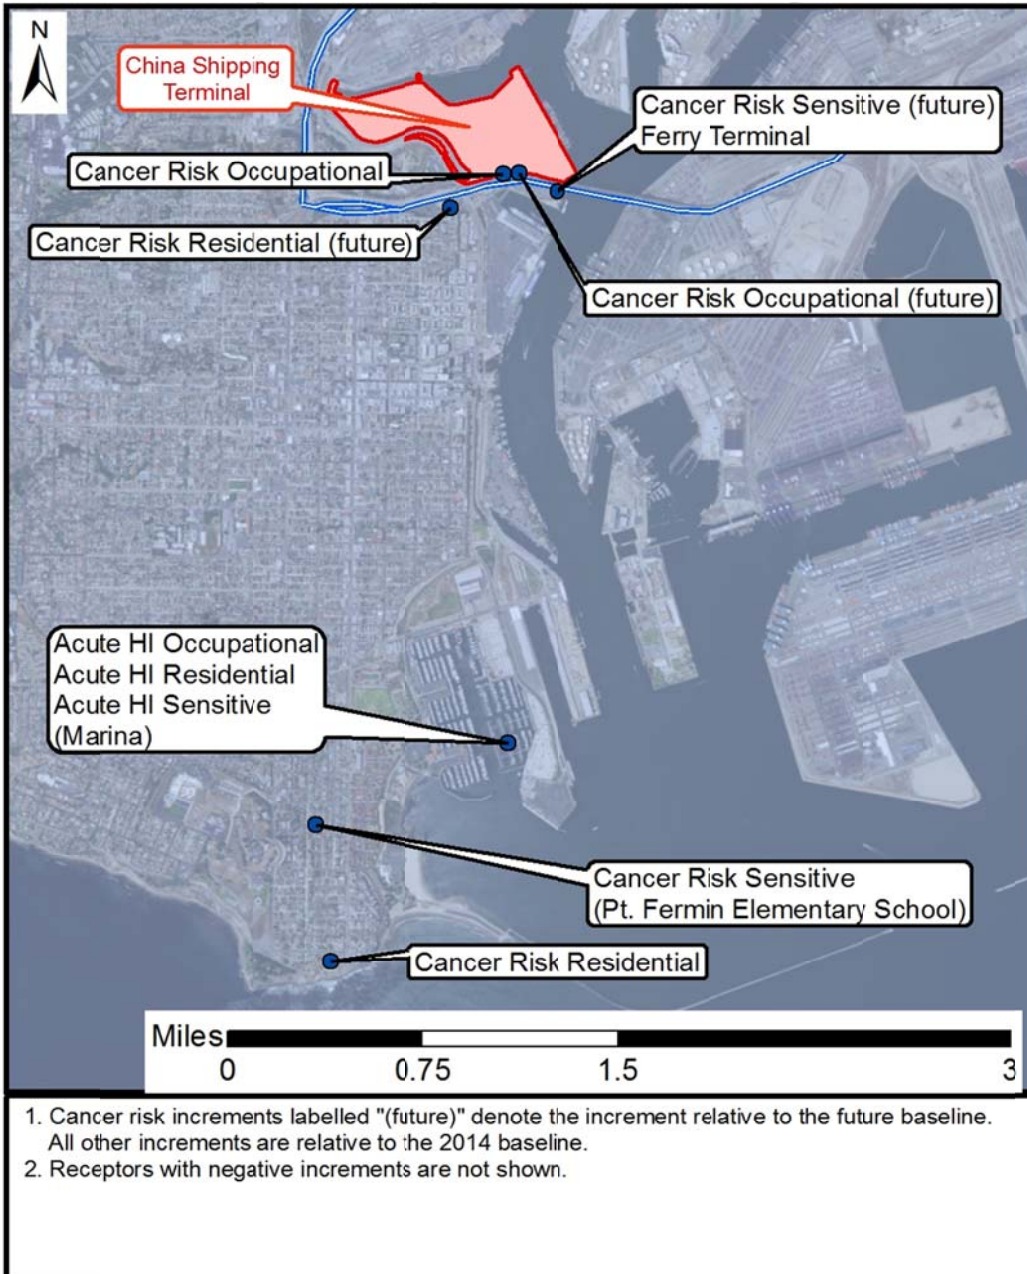 N
China Shipping
Terminal
Cancer Risk Sensitive (future)
Ferry Terminal
Cancer Risk Occupational
Cancer Risk Residential (future)
Cancer Risk Occupational (future)
Acute HI Occupational
Acute HI Residential
Acute HI Sensitive
(Marina)
Cancer Risk Sensitive
(Pt. Fermin Elementary School)
Cancer Risk Residential
Miles
0 0.75 1.5 3
1. Cancer risk increments labelled "(future)" denote the increment relative to the future baseline.
All other increments are relative to the 2014 baseline.
2. Receptors with negative increments are not shown.